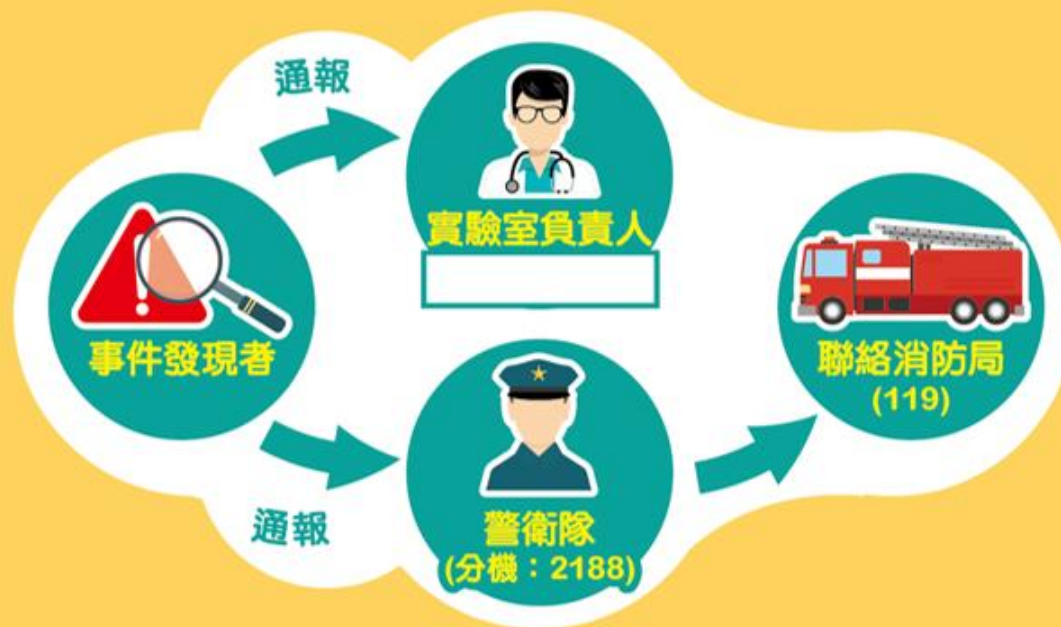 通報
實驗室負責人
事件發現者
聯絡消防局
(119)
通報
警衛隊
(分機：2188)